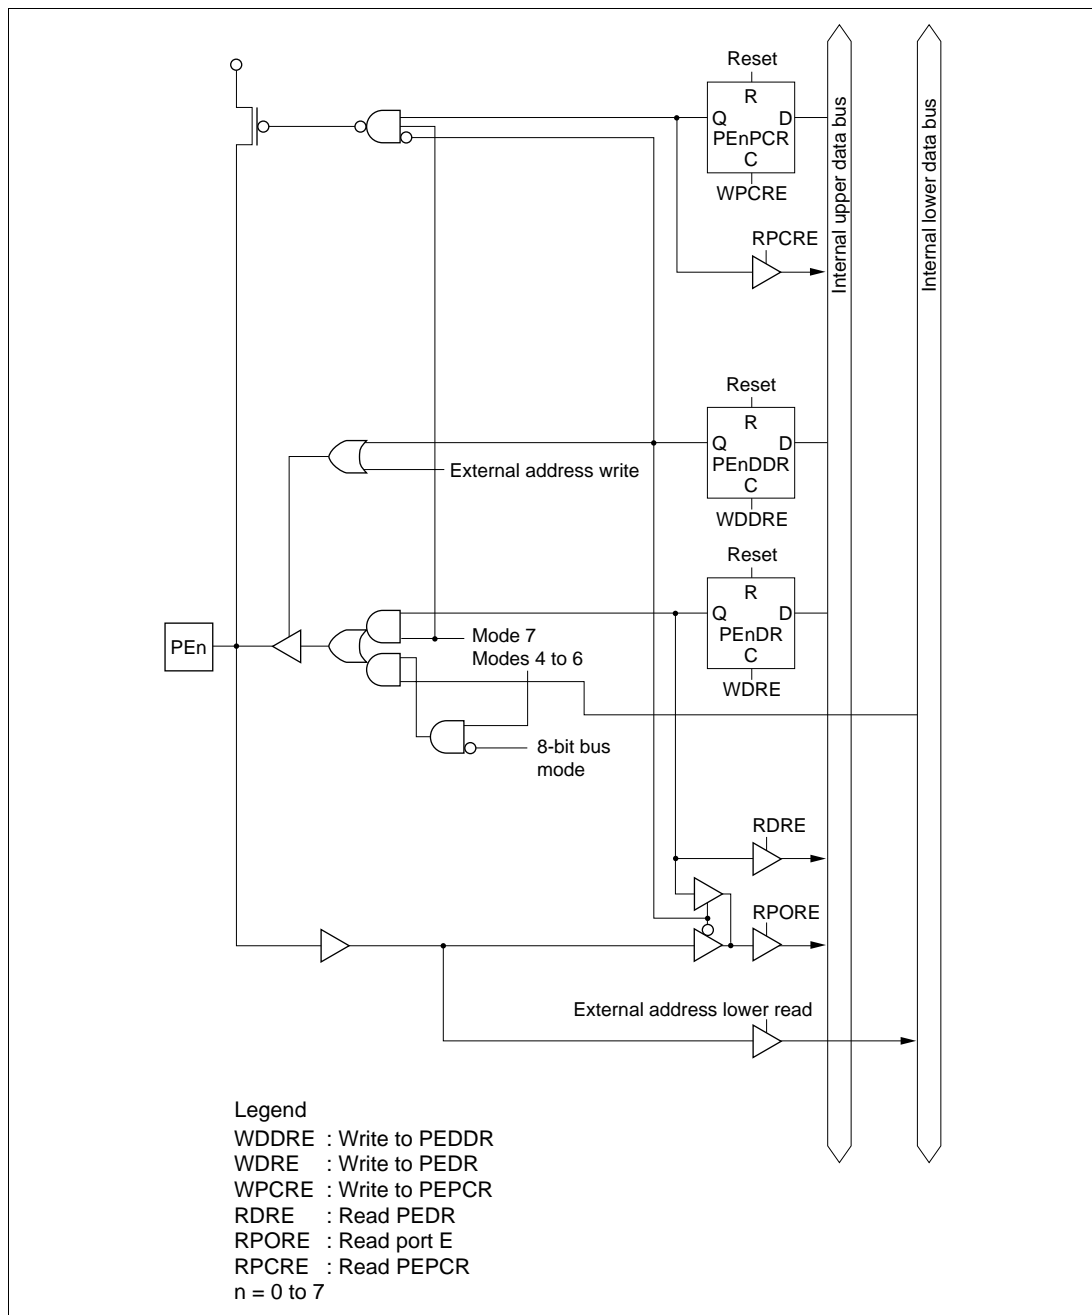 Reset
R
Q D
PEnPCR
C
WPCRE
RPCRE
Internal upper data bus
Internal lower data bus
Reset
R
Q D
PEnDDR
C
WDDRE
External address write
Reset
R
Q D
PEnDR
C
WDRE
PEn
Mode 7
Modes 4 to 6
8-bit bus
mode
RDRE
RPORE
External address lower read
Legend
WDDRE : Write to PEDDR
WDRE : Write to PEDR
WPCRE : Write to PEPCR
RDRE : Read PEDR
RPORE : Read port E
RPCRE : Read PEPCR
n = 0 to 7